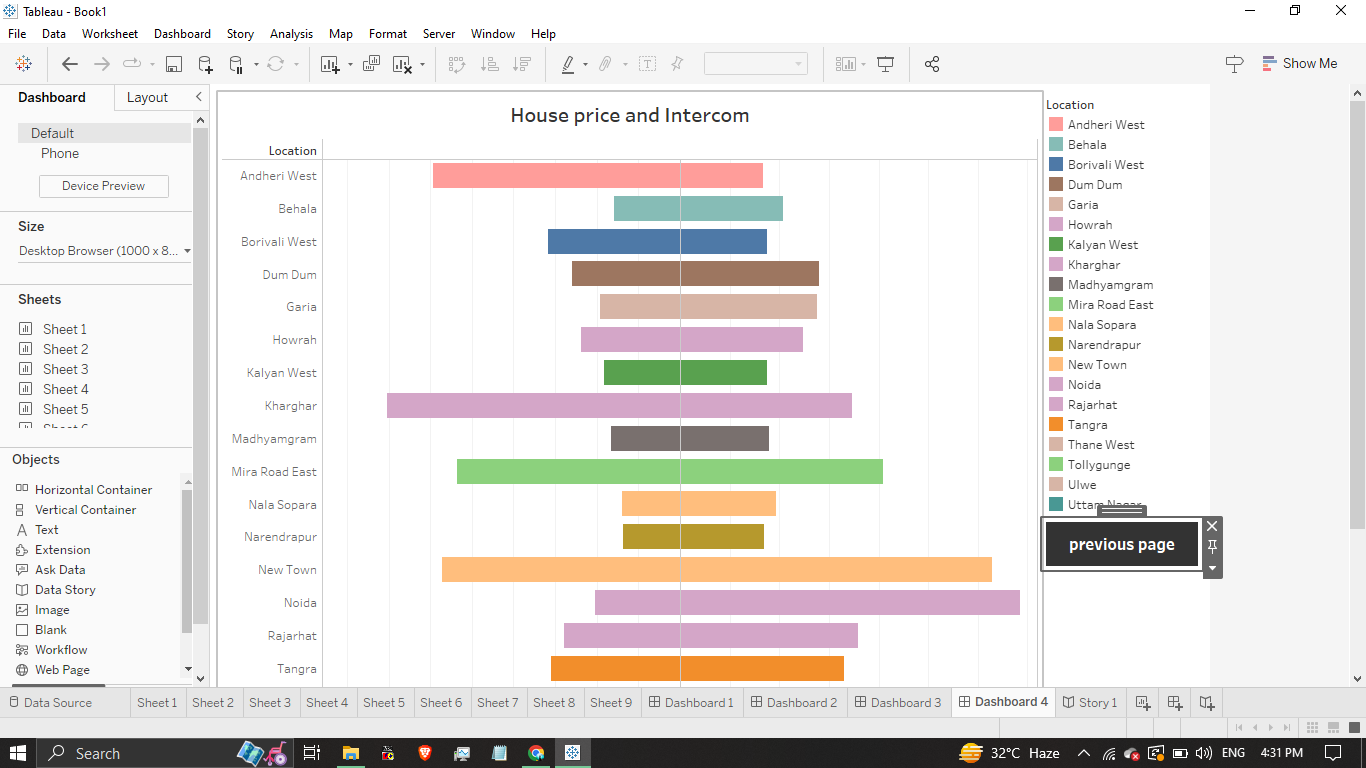 Tableau - Book1
File Data Worksheet Dashboard Story Analysis Map Format Server Window Help
Show Me
Dashboard Layout
Default
Phone
Device Preview
Size
Desktop Browser (1000 x 8...
Sheets
Sheet 1
Sheet 2
Sheet 3
Sheet 4
Sheet 5
Objects
Horizontal Container
Vertical Container
Text
Extension
Ask Data
Data Story
Image
Blank
Workflow
Web Page
House price and Intercom
Location
Andheri West
Behala
Borivali West
Dum Dum
Garia
Howrah
Kalyan West
Kharghar
Madhyamgram
Mira Road East
Nala Sopara
Narendrapur
New Town
Noida
Rajarhat
Tangra
Location
Andheri West
Behala
Borivali West
Dum Dum
Garia
Howrah
Kalyan West
Kharghar
Madhyamgram
Mira Road East
Nala Sopara
Narendrapur
New Town
Noida
Rajarhat
Tangra
Thane West
Tollygunge
Ulwe
Uttam Nagar
previous page
Data Source Sheet 1 Sheet 2 Sheet 3 Sheet 4 Sheet 5 Sheet 6 Sheet 7 Sheet 8 Sheet 9 Dashboard 1 Dashboard 2 Dashboard 3 Dashboard 4 Story 1
Search 32°C Haze ENG 4:31 PM